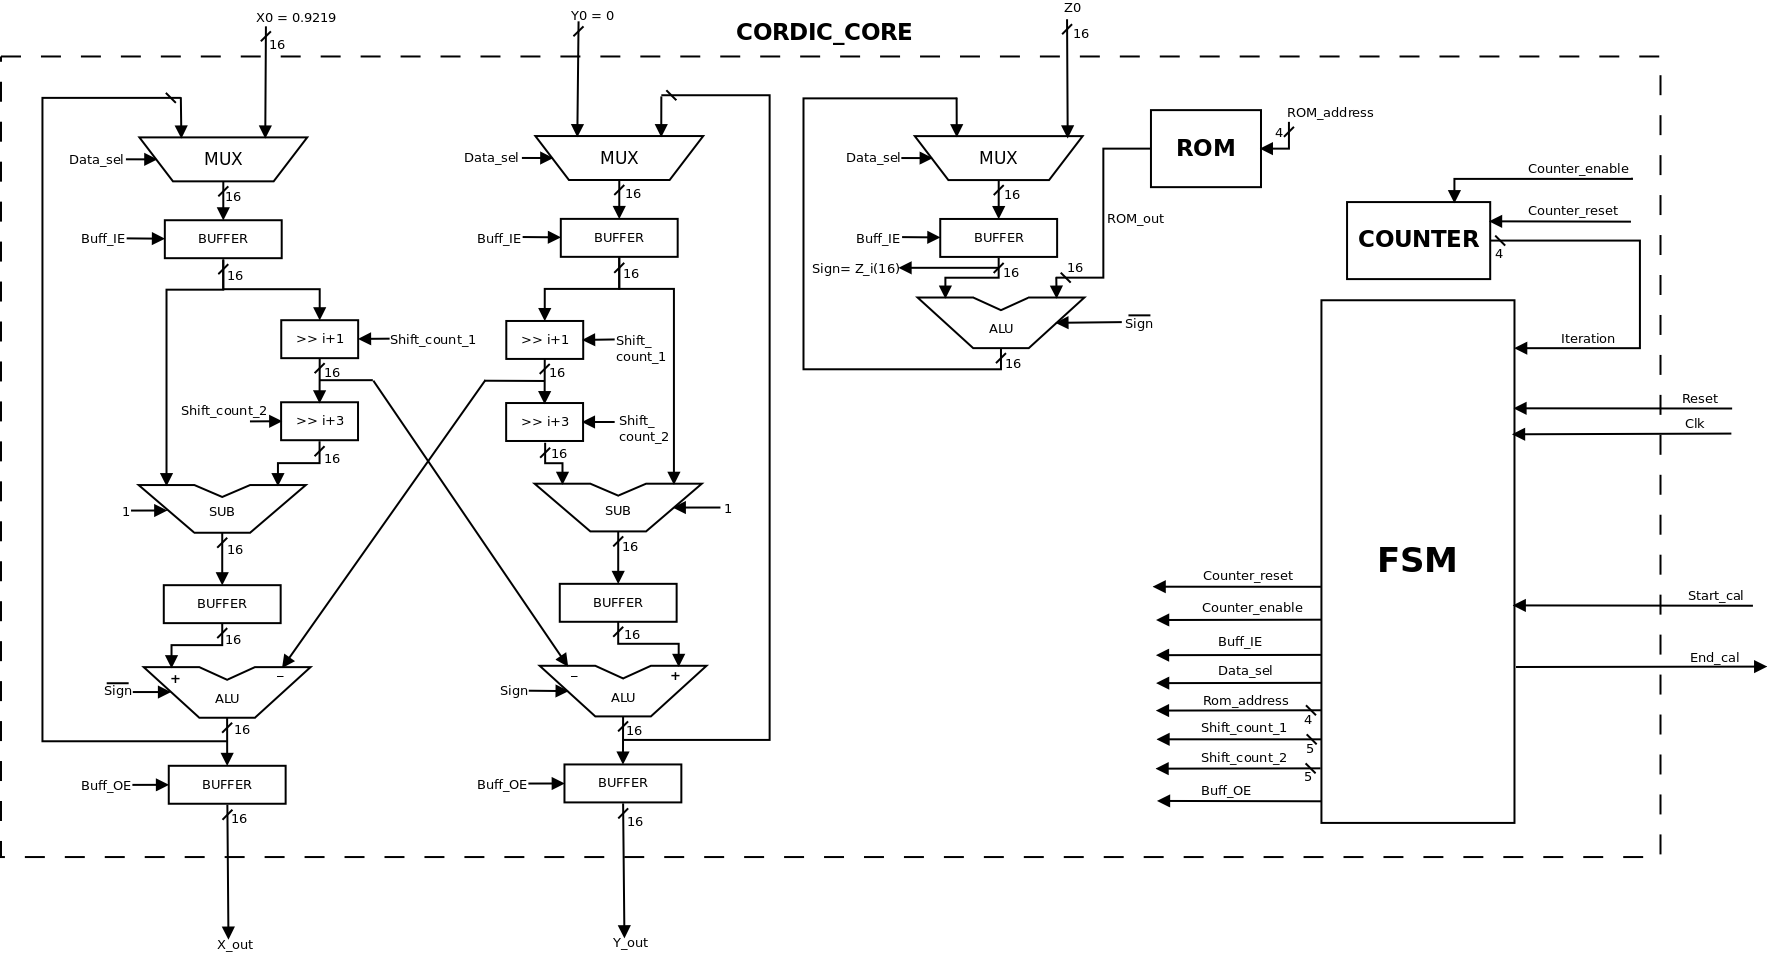 X0 = 0.9219
16
Y0 = 0
CORDIC_CORE
Z0
16
Data_sel
MUX
16
Buff_IE
BUFFER
16
>> i+1
Shift_count_1
16
Shift_count_2
>> i+3
16
1
SUB
16
BUFFER
16
+
–
Sign
ALU
16
Buff_OE
BUFFER
16
X_out
Data_sel
MUX
16
Buff_IE
BUFFER
16
>> i+1
Shift_
count_1
16
>> i+3
Shift_
count_2
16
SUB
1
16
BUFFER
16
–
+
Sign
ALU
16
Buff_OE
BUFFER
16
Y_out
Data_sel
MUX
16
Buff_IE
BUFFER
Sign= Z_i(16)
16
16
ALU
Sign
16
ROM
4
ROM_address
ROM_out
Counter_enable
Counter_reset
COUNTER
4
Iteration
Reset
Clk
FSM
Start_cal
End_cal
Counter_reset
Counter_enable
Buff_IE
Data_sel
Rom_address
4
Shift_count_1
5
Shift_count_2
5
Buff_OE